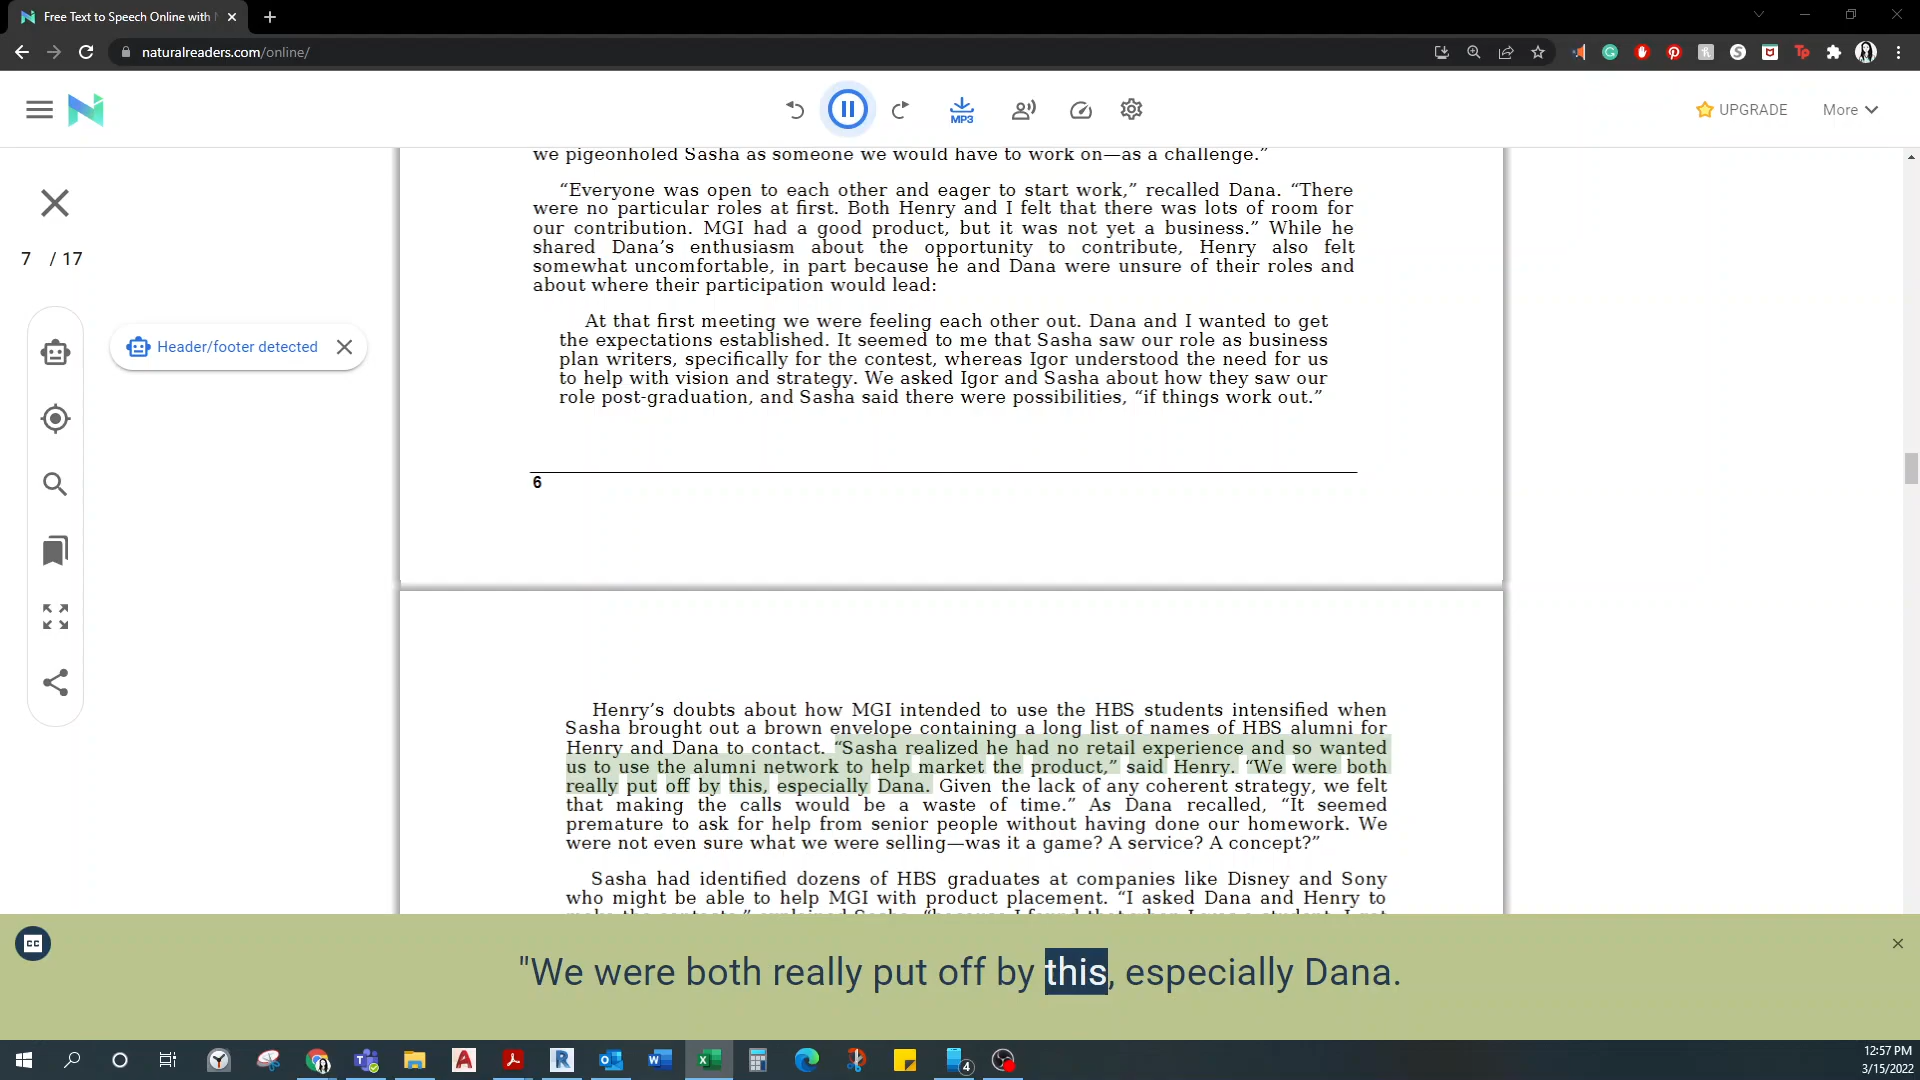 Free Text to Speech Online with
naturalreaders.com/online/
MP3
UPGRADE
More
7 / 17
Header/footer detected
we pigeonholed Sasha as someone we would have to work on—as a challenge.”
“Everyone was open to each other and eager to start work,” recalled Dana. “There
were no particular roles at first. Both Henry and I felt that there was lots of room for
our contribution. MGI had a good product, but it was not yet a business.” While he
shared Dana’s enthusiasm about the opportunity to contribute, Henry also felt
somewhat uncomfortable, in part because he and Dana were unsure of their roles and
about where their participation would lead:
At that first meeting we were feeling each other out. Dana and I wanted to get
the expectations established. It seemed to me that Sasha saw our role as business
plan writers, specifically for the contest, whereas Igor understood the need for us
to help with vision and strategy. We asked Igor and Sasha about how they saw our
role post-graduation, and Sasha said there were possibilities, “if things work out.”
6
Henry’s doubts about how MGI intended to use the HBS students intensified when
Sasha brought out a brown envelope containing a long list of names of HBS alumni for
Henry and Dana to contact. “Sasha realized he had no retail experience and so wanted
us to use the alumni network to help market the product,” said Henry. “We were both
really put off by this, especially Dana. Given the lack of any coherent strategy, we felt
that making the calls would be a waste of time.” As Dana recalled, “It seemed
premature to ask for help from senior people without having done our homework. We
were not even sure what we were selling—was it a game? A service? A concept?”
Sasha had identified dozens of HBS graduates at companies like Disney and Sony
who might be able to help MGI with product placement. “I asked Dana and Henry to
CC
"We were both really put off by this, especially Dana.
4
12:57 PM
3/15/2022